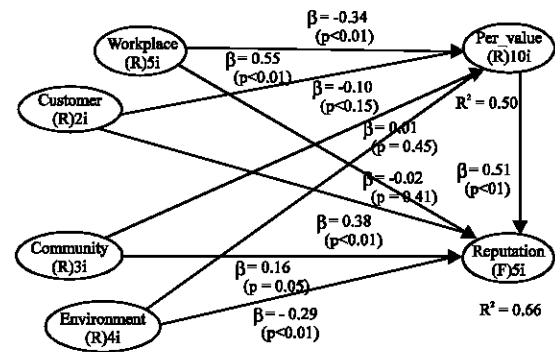 Workplace
(R)5i
β = -0.34
(p<0.01)
Per_value
(R)10i
β = 0.55
(p<0.01)
Customer
(R)2i
β = -0.10
(p<0.15)
R² = 0.50
β = 0.01
(p = 0.45)
β = -0.02
(p = 0.41)
β = 0.51
(p<01)
β = 0.38
(p<0.01)
Community
(R)3i
Reputation
(F)5i
β = 0.16
(p = 0.05)
Environment
(R)4i
β = - 0.29
(p<0.01)
R² = 0.66